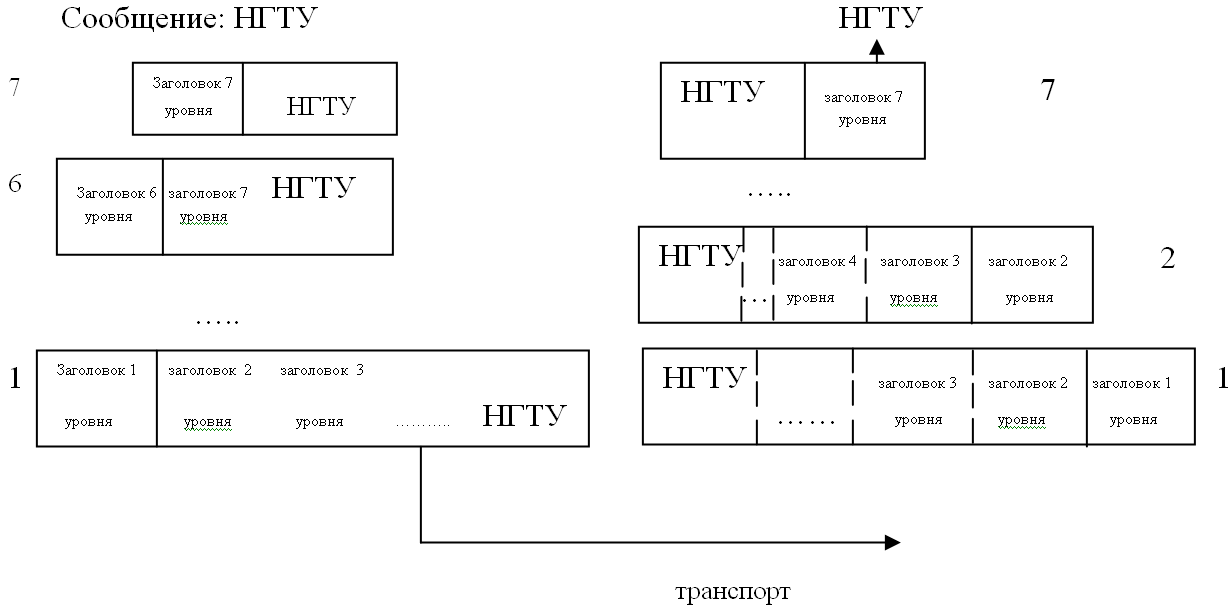 Сообщение: НГТУ
7
Заголовок 7
уровня
НГТУ
6
Заголовок 6
уровня
заголовок 7
уровня
НГТУ
.....
1
Заголовок 1
уровня
заголовок 2
уровня
заголовок 3
уровня
...........
НГТУ
транспорт
НГТУ
НГТУ
заголовок 7
уровня
7
.....
НГТУ
...
заголовок 4
уровня
заголовок 3
уровня
заголовок 2
уровня
2
НГТУ
......
заголовок 3
уровня
заголовок 2
уровня
заголовок 1
уровня
1